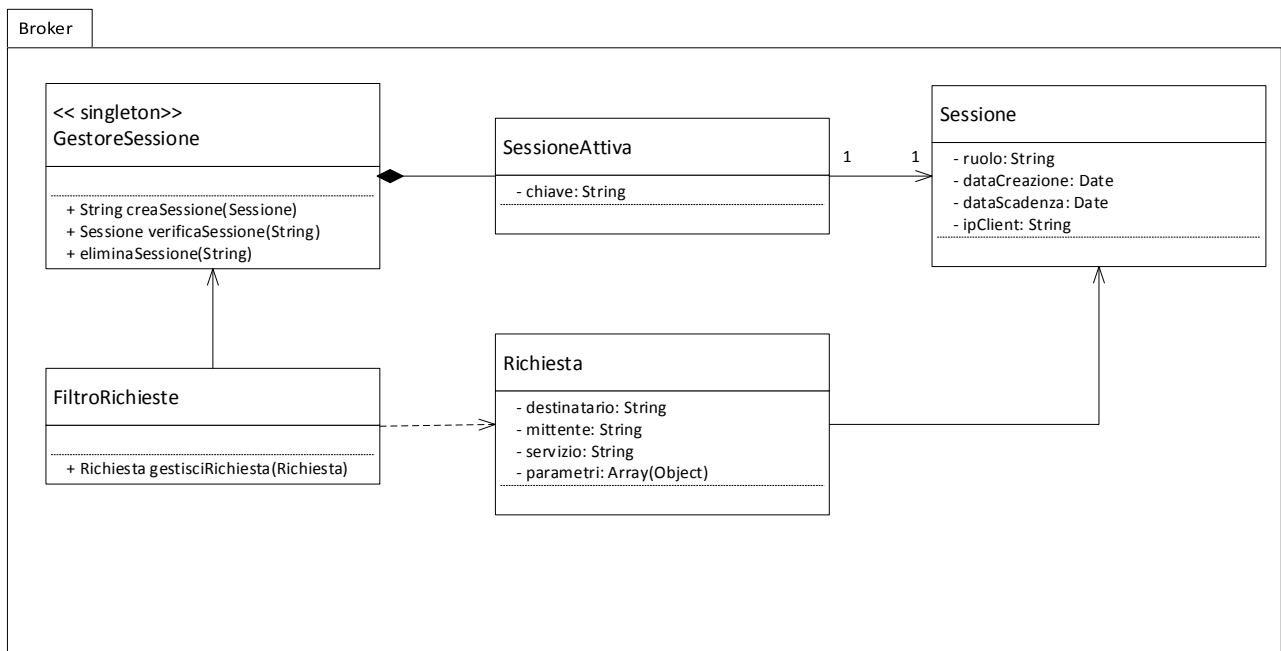 Broker
<< singleton>>
GestoreSessione
+ String creaSessione(Sessione)
+ Sessione verificaSessione(String)
+ eliminaSessione(String)
SessioneAttiva
- chiave: String
1
1
Sessione
- ruolo: String
- dataCreazione: Date
- dataScadenza: Date
- ipClient: String
FiltroRichieste
+ Richiesta gestisciRichiesta(Richiesta)
Richiesta
- destinatario: String
- mittente: String
- servizio: String
- parametri: Array(Object)